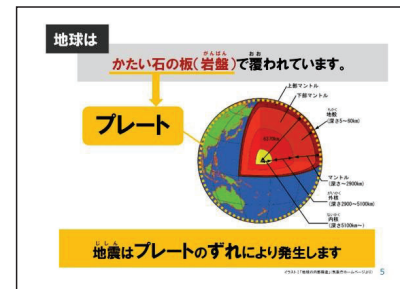 地球は
かたい石の板(岩盤)で覆われています。
プレート
上部マントル
下部マントル
地殻
(深さ5~60km)
マントル
(深さ~2900km)
外核
(深さ2900~5100km)
内核
(深さ5100km~)
地震はプレートのずれにより発生します
5